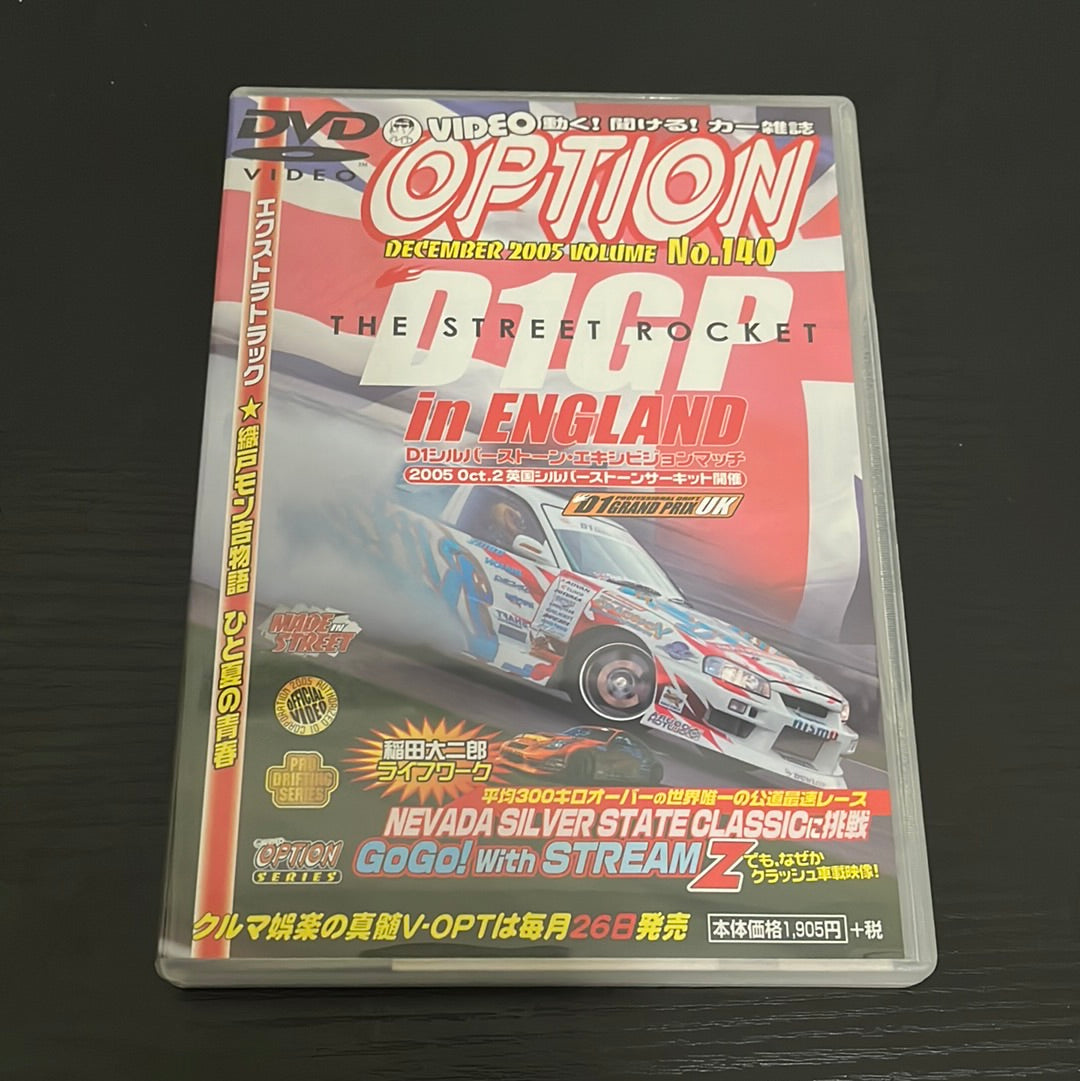 DVD
VIDEO
VIDEO 動く!聞ける!カー雑誌
OPTION
DECEMBER 2005 VOLUME No.140
エクストラトラック★織戸モン吉物語 ひと夏の青春
D1GP
THE STREET ROCKET
in ENGLAND
D1シルバーストーン・エキシビジョンマッチ
2005 Oct.2 英国シルバーストーンサーキット開催
PROFESSIONAL DRIFT
D1 GRAND PRIX UK
D1
ADVAN
nismo
MADE IN STREET
OFFICIAL VIDEO
PRO
DRIFTING
SERIES
稲田大二郎
ライフワーク
平均300キロオーバーの世界唯一の公道最速レース
NEVADA SILVER STATE CLASSICに挑戦
GoGo! With STREAM Z
でも、なぜか
クラッシュ車載映像!
OPTION
SERIES
クルマ娯楽の真髄V-OPTは毎月26日発売
本体価格1,905円+税